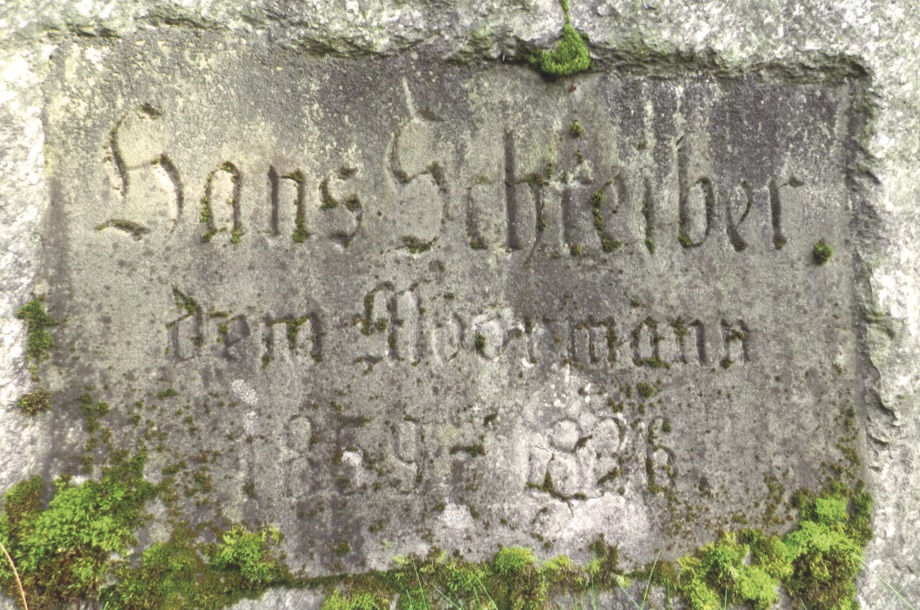 Hans Schreiber.
dem Moormann
1859-1936